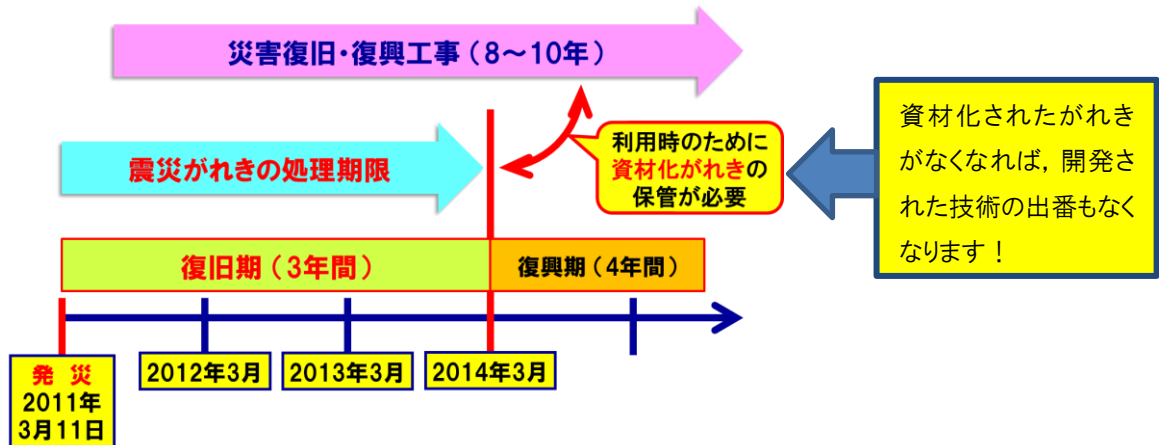 災害復旧・復興工事（8～10年）
震災がれきの処理期限
利用時のために
資材化がれきの
保管が必要
資材化されたがれき
がなくなれば，開発さ
れた技術の出番もなく
なります！
復旧期（3年間）
復興期（4年間）
発 災
2011年
3月11日
2012年3月
2013年3月
2014年3月